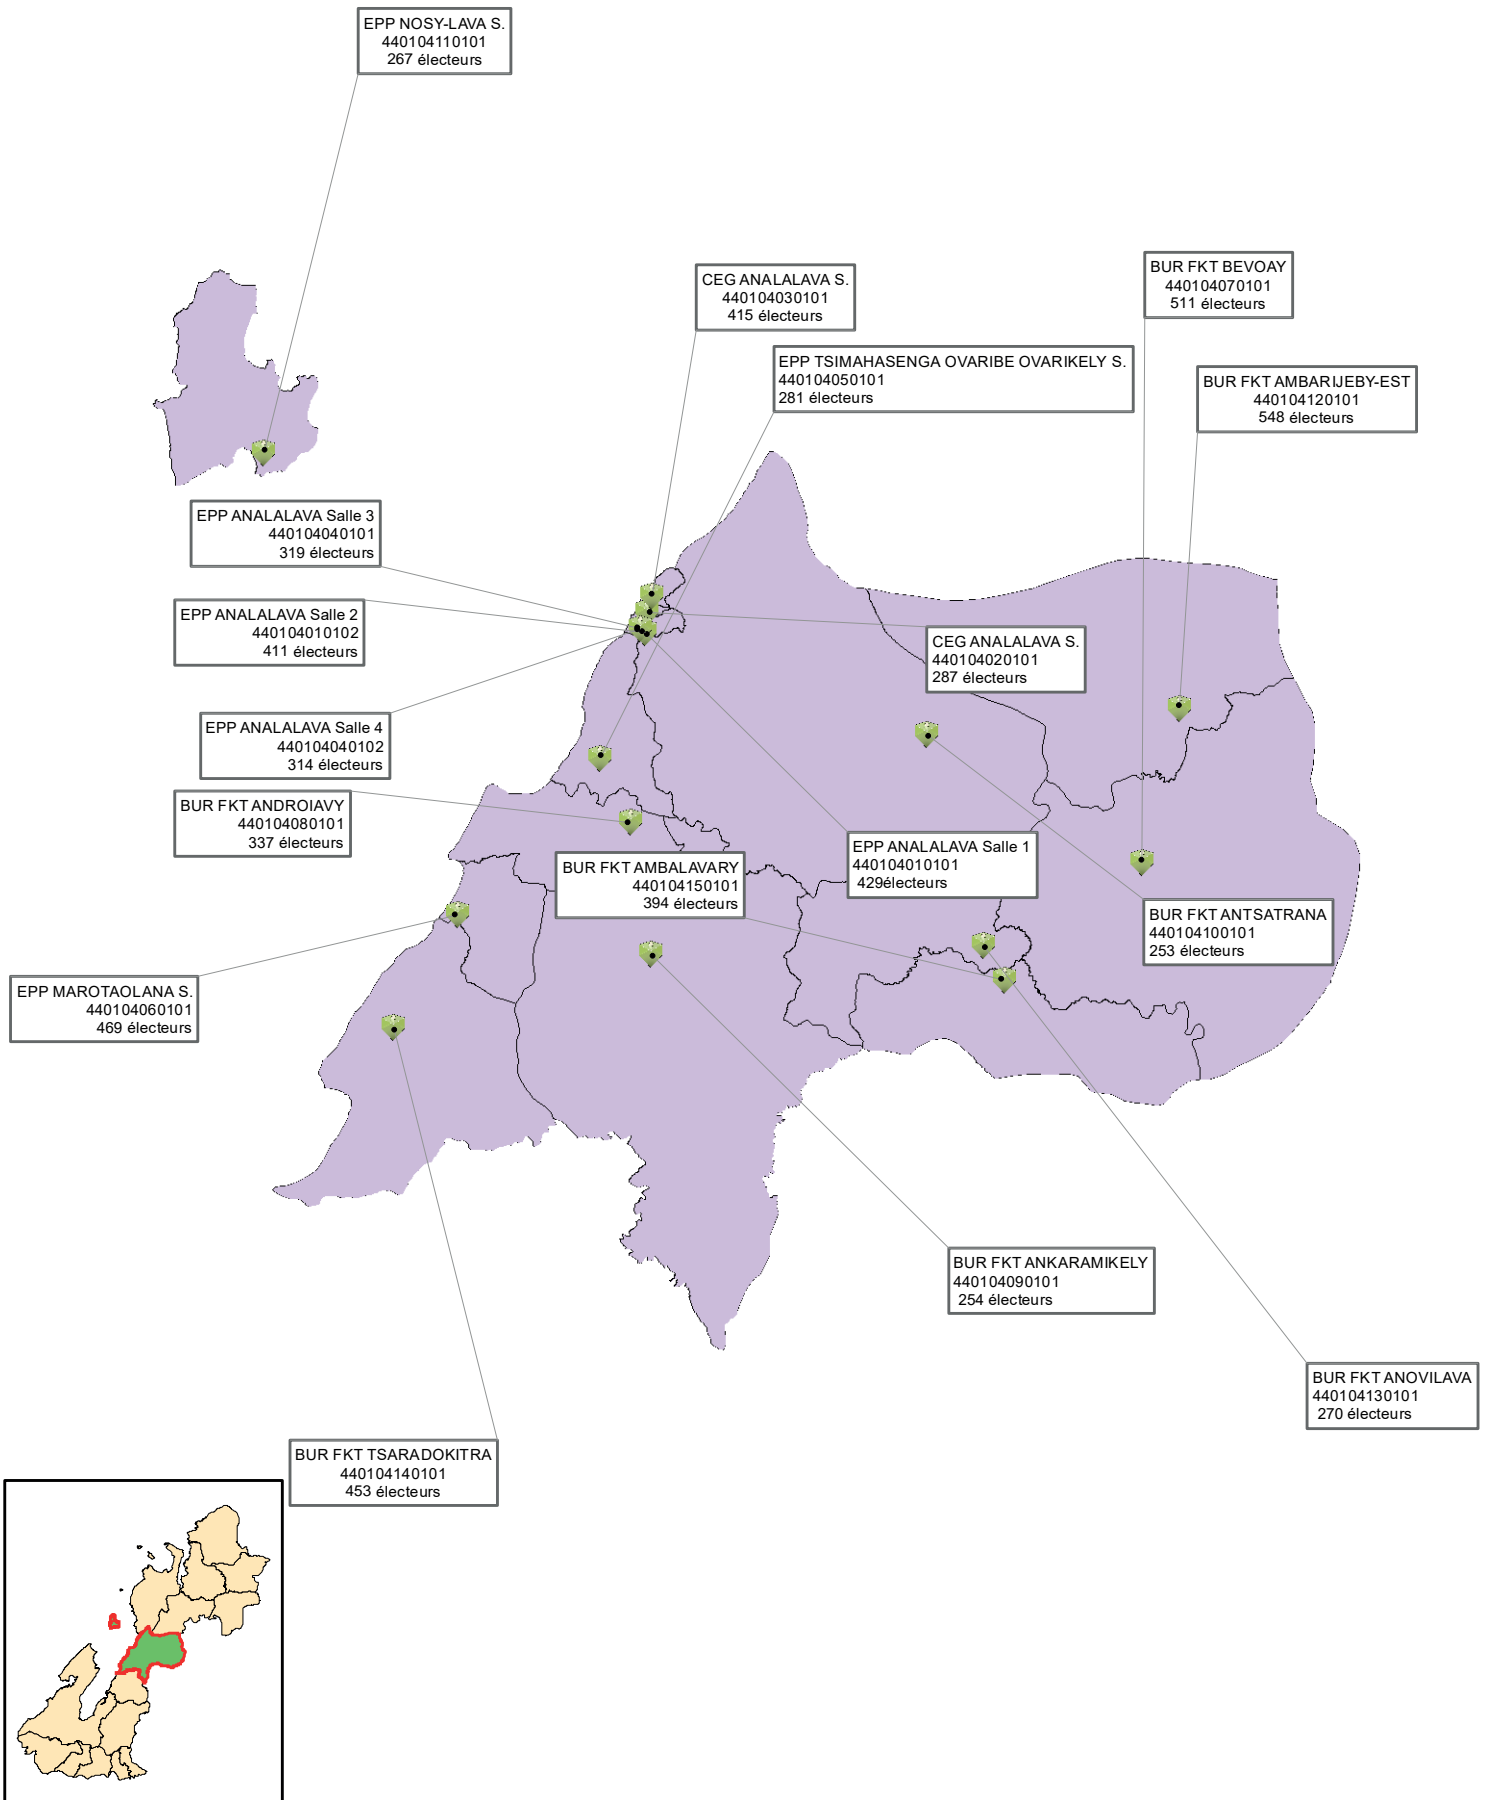 EPP NOSY-LAVA S.
440104110101
267 électeurs
CEG ANALALAVA S.
440104030101
415 électeurs
BUR FKT BEVOAY
440104070101
511 électeurs
EPP TSIMAHASENGA OVARIBE OVARIKELY S.
440104050101
281 électeurs
BUR FKT AMBARIJEBY-EST
440104120101
548 électeurs
EPP ANALALAVA Salle 3
440104040101
319 électeurs
EPP ANALALAVA Salle 2
440104010102
411 électeurs
CEG ANALALAVA S.
440104020101
287 électeurs
EPP ANALALAVA Salle 4
440104040102
314 électeurs
BUR FKT ANDROIAVY
440104080101
337 électeurs
EPP ANALALAVA Salle 1
440104010101
429électeurs
BUR FKT AMBALAVARY
440104150101
394 électeurs
BUR FKT ANTSATRANA
440104100101
253 électeurs
EPP MAROTAOLANA S.
440104060101
469 électeurs
BUR FKT ANKARAMIKELY
440104090101
254 électeurs
BUR FKT ANOVILAVA
440104130101
270 électeurs
BUR FKT TSARADOKITRA
440104140101
453 électeurs